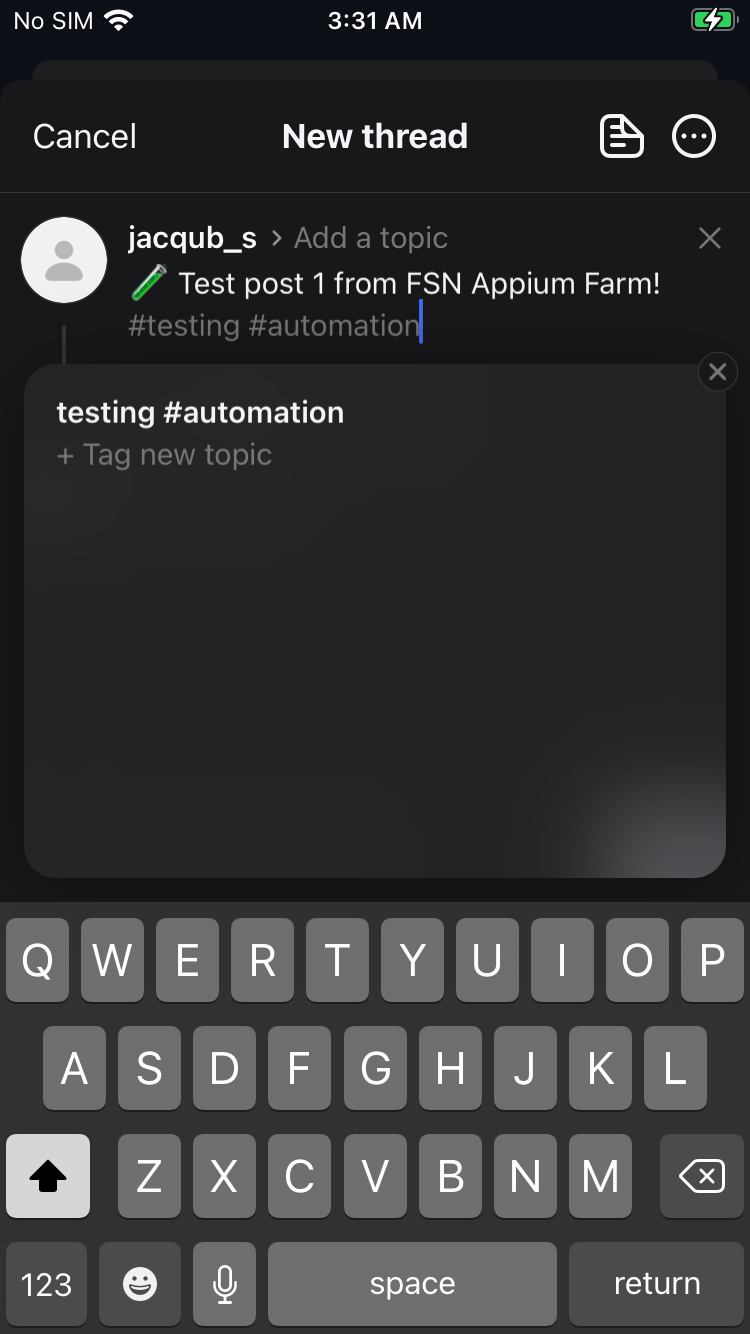 No SIM 3:31 AM
Cancel New thread
jacqub_s > Add a topic
🧪 Test post 1 from FSN Appium Farm!
#testing #automation
testing #automation
+ Tag new topic
Q W E R T Y U I O P
A S D F G H J K L
Z X C V B N M
123 space return